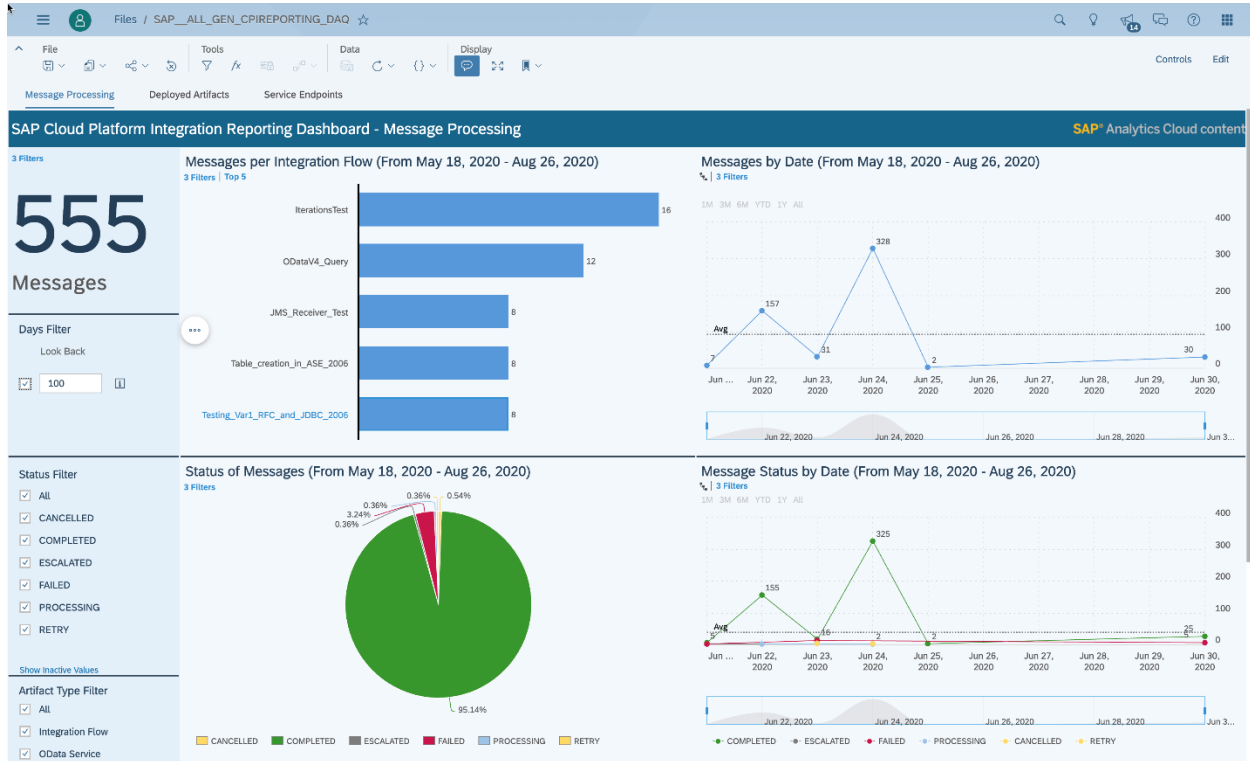 Files / SAP__ALL_GEN_CPIREPORTING_DAQ
14
File
Tools
Data
Display
Controls
Edit
Message Processing
Deployed Artifacts
Service Endpoints
SAP Cloud Platform Integration Reporting Dashboard - Message Processing
SAP® Analytics Cloud content
3 Filters
555
Messages
Days Filter
Look Back
100
Status Filter
All
CANCELLED
COMPLETED
ESCALATED
FAILED
PROCESSING
RETRY
Show Inactive Values
Artifact Type Filter
All
Integration Flow
OData Service
Messages per Integration Flow (From May 18, 2020 - Aug 26, 2020)
3 Filters | Top 5
IterationsTest 16
ODataV4_Query 12
JMS_Receiver_Test 8
Table_creation_in_ASE_2006 8
Testing_Var1_RFC_and_JDBC_2006 8
Messages by Date (From May 18, 2020 - Aug 26, 2020)
3 Filters
1M 3M 6M YTD 1Y All
400
300
200
100
0
Avg
7
157
31
328
2
30
Jun ... Jun 22, Jun 23, Jun 24, Jun 25, Jun 26, Jun 27, Jun 28, Jun 29, Jun 30,
2020 2020 2020 2020 2020 2020 2020 2020 2020
Jun 22, 2020 Jun 24, 2020 Jun 26, 2020 Jun 28, 2020 Jun 3...
Status of Messages (From May 18, 2020 - Aug 26, 2020)
3 Filters
0.36% 0.54%
0.36%
3.24%
0.36%
95.14%
CANCELLED COMPLETED ESCALATED FAILED PROCESSING RETRY
Message Status by Date (From May 18, 2020 - Aug 26, 2020)
3 Filters
1M 3M 6M YTD 1Y All
400
300
200
100
0
Avg
5
155
16
325
2
2
25
5
Jun ... Jun 22, Jun 23, Jun 24, Jun 25, Jun 26, Jun 27, Jun 28, Jun 29, Jun 30,
2020 2020 2020 2020 2020 2020 2020 2020 2020
Jun 22, 2020 Jun 24, 2020 Jun 26, 2020 Jun 28, 2020 Jun 3...
COMPLETED ESCALATED FAILED PROCESSING CANCELLED RETRY